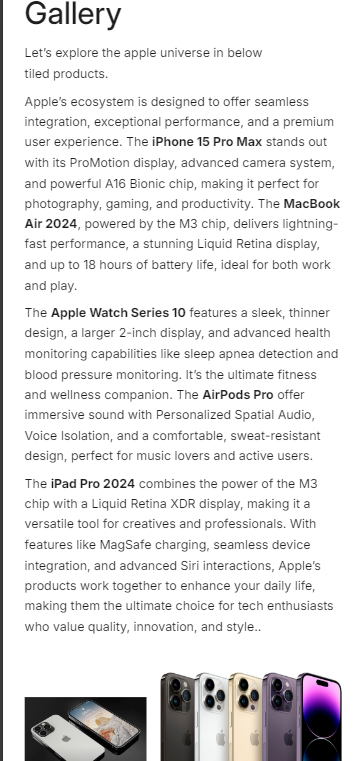 Gallery
Let’s explore the apple universe in below
tiled products.
Apple’s ecosystem is designed to offer seamless
integration, exceptional performance, and a premium
user experience. The iPhone 15 Pro Max stands out
with its ProMotion display, advanced camera system,
and powerful A16 Bionic chip, making it perfect for
photography, gaming, and productivity. The MacBook
Air 2024, powered by the M3 chip, delivers lightning-
fast performance, a stunning Liquid Retina display,
and up to 18 hours of battery life, ideal for both work
and play.
The Apple Watch Series 10 features a sleek, thinner
design, a larger 2-inch display, and advanced health
monitoring capabilities like sleep apnea detection and
blood pressure monitoring. It’s the ultimate fitness
and wellness companion. The AirPods Pro offer
immersive sound with Personalized Spatial Audio,
Voice Isolation, and a comfortable, sweat-resistant
design, perfect for music lovers and active users.
The iPad Pro 2024 combines the power of the M3
chip with a Liquid Retina XDR display, making it a
versatile tool for creatives and professionals. With
features like MagSafe charging, seamless device
integration, and advanced Siri interactions, Apple’s
products work together to enhance your daily life,
making them the ultimate choice for tech enthusiasts
who value quality, innovation, and style..